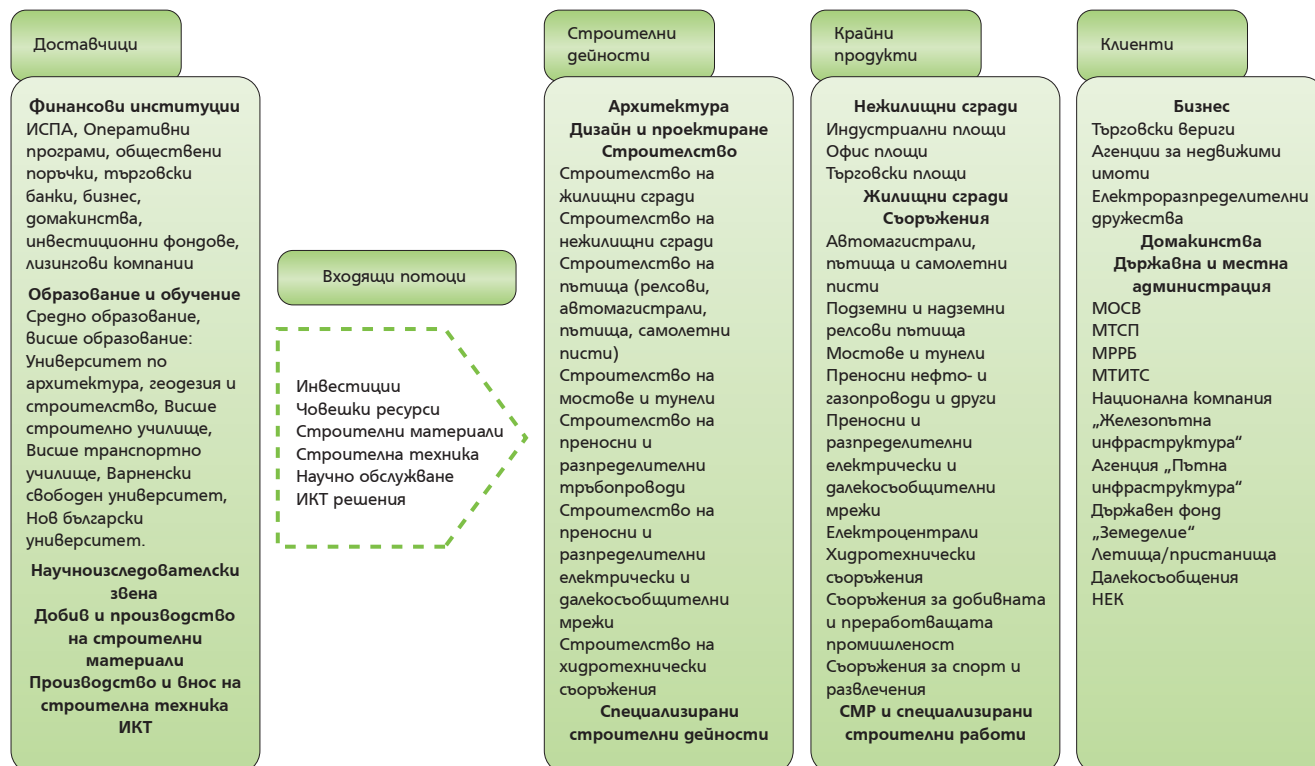 Доставчици
Финансови институции
ИСПА, Оперативни
програми, обществени
поръчки, търговски
банки, бизнес,
домакинства,
инвестиционни фондове,
лизингови компании
Образование и обучение
Средно образование,
висше образование:
Университет по
архитектура, геодезия и
строителство, Висше
строително училище,
Висше транспортно
училище, Варненски
свободен университет,
Нов български
университет.
Научноизследователски
звена
Добив и производство
на строителни
материали
Производство и внос на
строителна техника
ИКТ
Входящи потоци
Инвестиции
Човешки ресурси
Строителни материали
Строителна техника
Научно обслужване
ИКТ решения
Строителни
дейности
Архитектура
Дизайн и проектиране
Строителство
Строителство на
жилищни сгради
Строителство на
нежилищни сгради
Строителство на
пътища (релсови,
автомагистрали,
пътища, самолетни
писти)
Строителство на
мостове и тунели
Строителство на
преносни и
разпределителни
тръбопроводи
Строителство на
преносни и
разпределителни
електрически и
далекосъобщителни
мрежи
Строителство на
хидротехнически
съоръжения
Специализирани
строителни дейности
Крайни
продукти
Нежилищни сгради
Индустриални площи
Офис площи
Търговски площи
Жилищни сгради
Съоръжения
Автомагистрали,
пътища и самолетни
писти
Подземни и надземни
релсови пътища
Мостове и тунели
Преносни нефто- и
газопроводи и други
Преносни и
разпределителни
електрически и
далекосъобщителни
мрежи
Електроцентрали
Хидротехнически
съоръжения
Съоръжения за добивната
и преработващата
промишленост
Съоръжения за спорт и
развлечения
СМР и специализирани
строителни работи
Клиенти
Бизнес
Търговски вериги
Агенции за недвижими
имоти
Електроразпределителни
дружества
Домакинства
Държавна и местна
администрация
МОСВ
МТСП
МРРБ
МТИТС
Национална компания
„Железопътна
инфраструктура“
Агенция „Пътна
инфраструктура“
Държавен фонд
„Земеделие“
Летища/пристанища
Далекосъобщения
НЕК